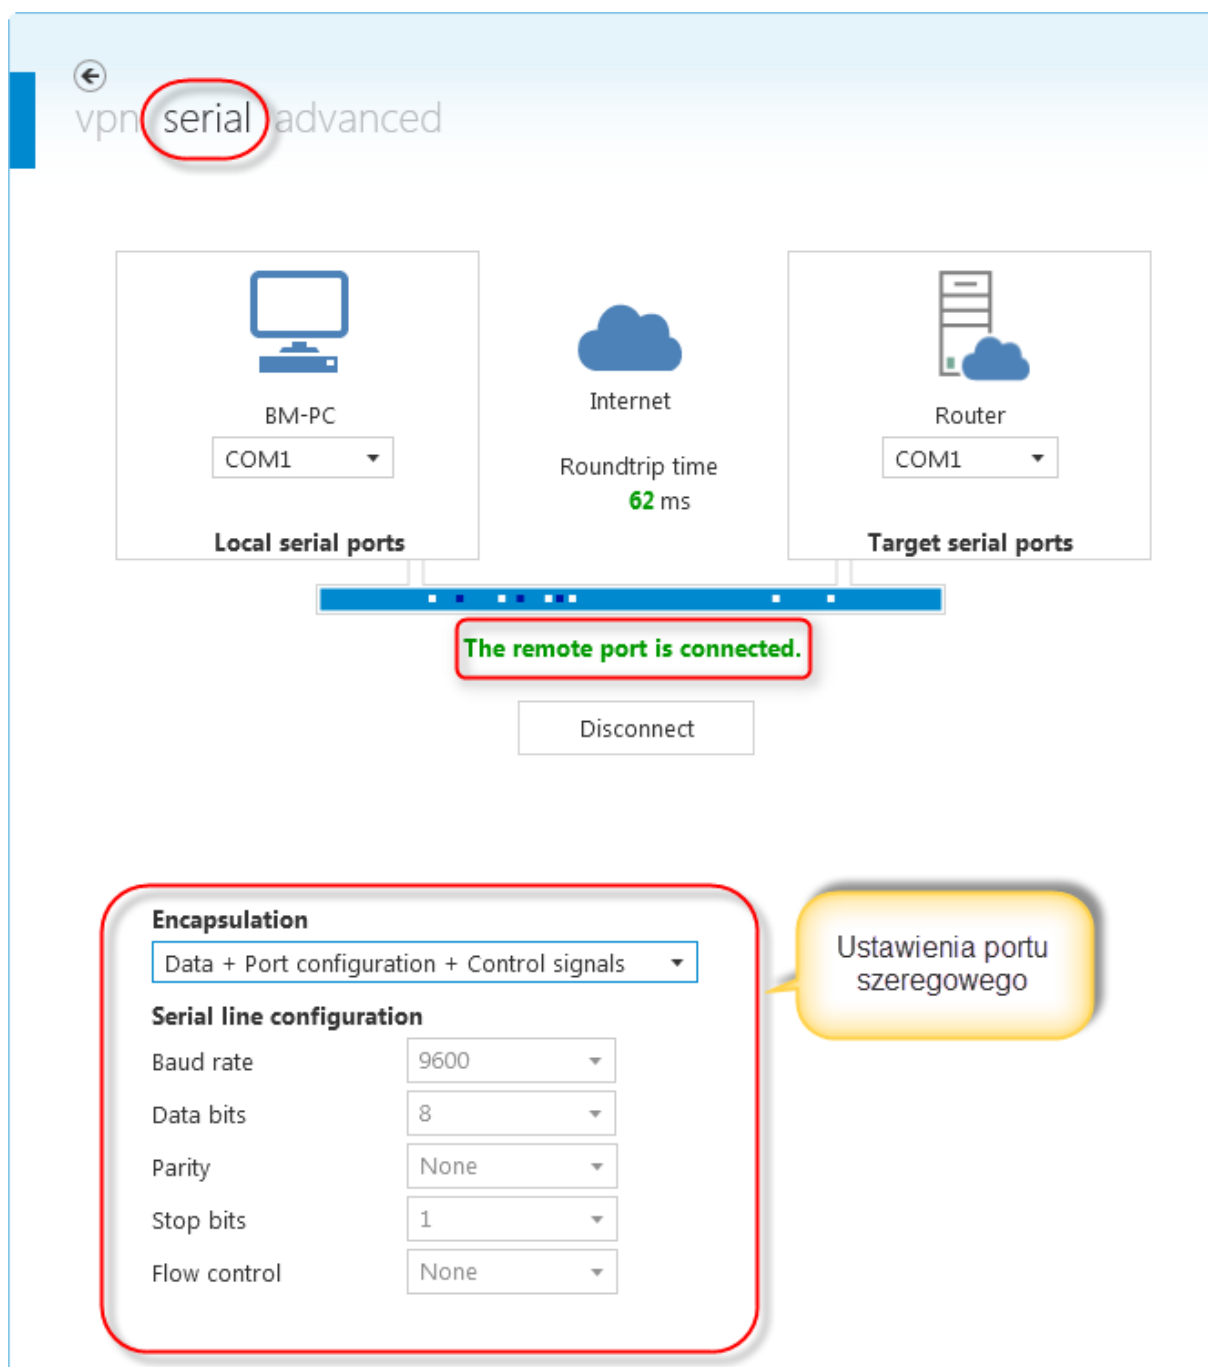 vpn serial advanced
BM-PC
COM1
Local serial ports
Internet
Roundtrip time
62 ms
Router
COM1
Target serial ports
The remote port is connected.
Disconnect
Encapsulation
Data + Port configuration + Control signals
Serial line configuration
Baud rate 9600
Data bits 8
Parity None
Stop bits 1
Flow control None
Ustawienia portu
szeregowego